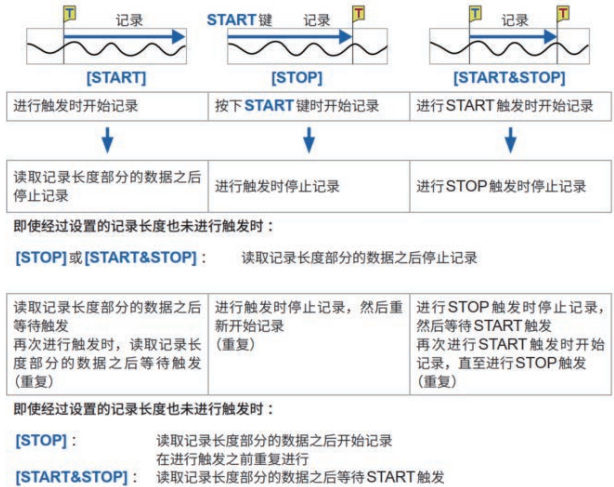 T 记录 START键 记录 T T 记录 T
[START] [STOP] [START&STOP]
进行触发时开始记录 按下START键时开始记录 进行START触发时开始记录
读取记录长度部分的数据之后
停止记录
进行触发时停止记录
进行STOP触发时停止记录
即使经过设置的记录长度也未进行触发时：
[STOP]或[START&STOP]： 读取记录长度部分的数据之后停止记录
读取记录长度部分的数据之后
等待触发
再次进行触发时，读取记录长
度部分的数据之后等待触发
（重复）
进行触发时停止记录，然后重
新开始记录
（重复）
进行STOP触发时停止记录，
然后等待START触发
再次进行START触发时开始
记录，直至进行STOP触发
（重复）
即使经过设置的记录长度也未进行触发时：
[STOP]： 读取记录长度部分的数据之后开始记录
在进行触发之前重复进行
[START&STOP]： 读取记录长度部分的数据之后等待START触发